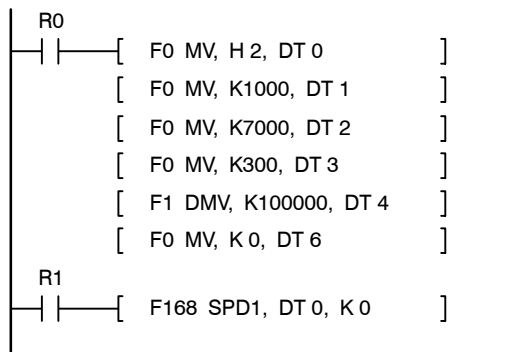 R0
[ F0 MV, H 2, DT 0 ]
[ F0 MV, K1000, DT 1 ]
[ F0 MV, K7000, DT 2 ]
[ F0 MV, K300, DT 3 ]
[ F1 DMV, K100000, DT 4 ]
[ F0 MV, K 0, DT 6 ]
R1
[ F168 SPD1, DT 0, K 0 ]